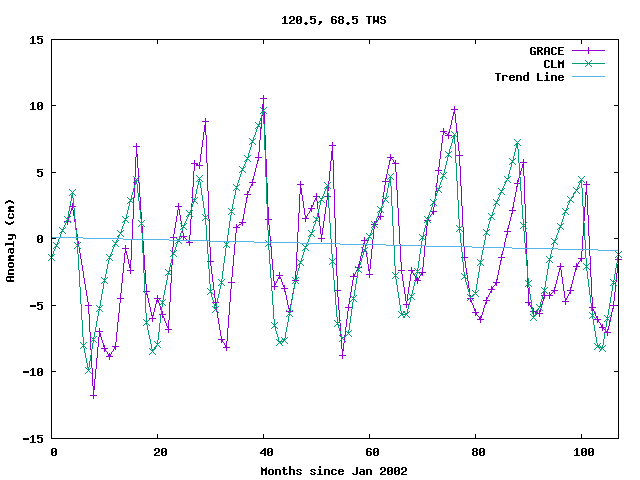 120.5, 68.5 TWS
GRACE
CLM
Trend Line
15
10
5
0
-5
-10
-15
Anomaly (cm)
0 20 40 60 80 100
Months since Jan 2002